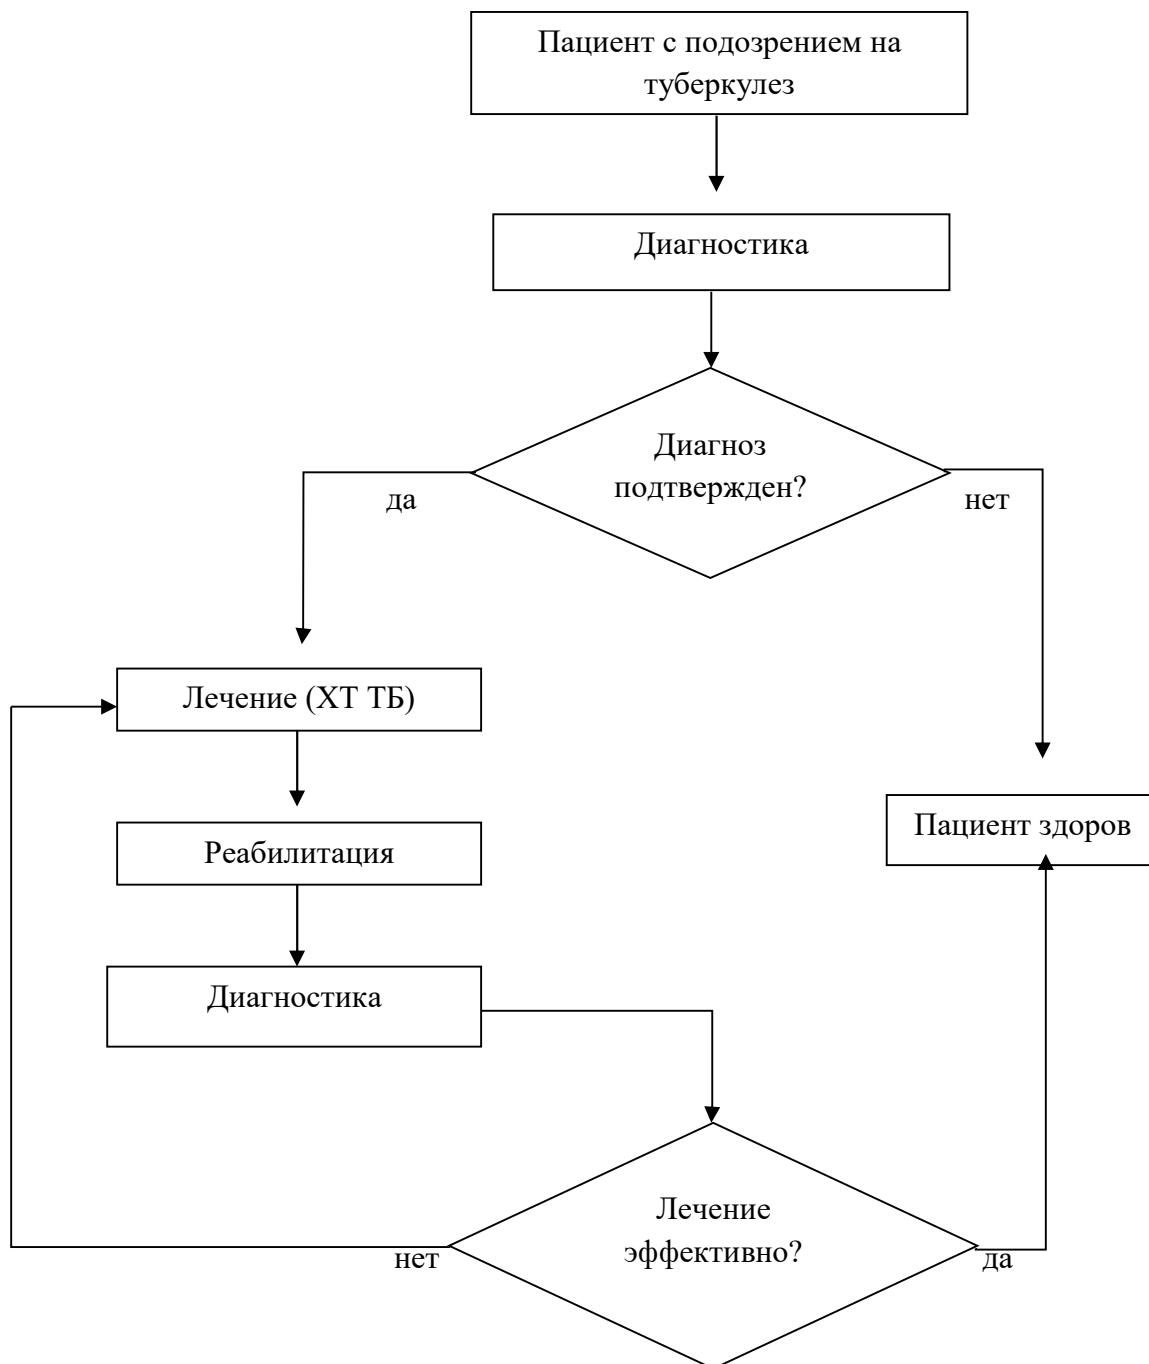 Пациент с подозрением на
туберкулез
Диагностика
Диагноз
подтвержден?
да
нет
Лечение (ХТ ТБ)
Пациент здоров
Реабилитация
Диагностика
Лечение
эффективно?
нет
да